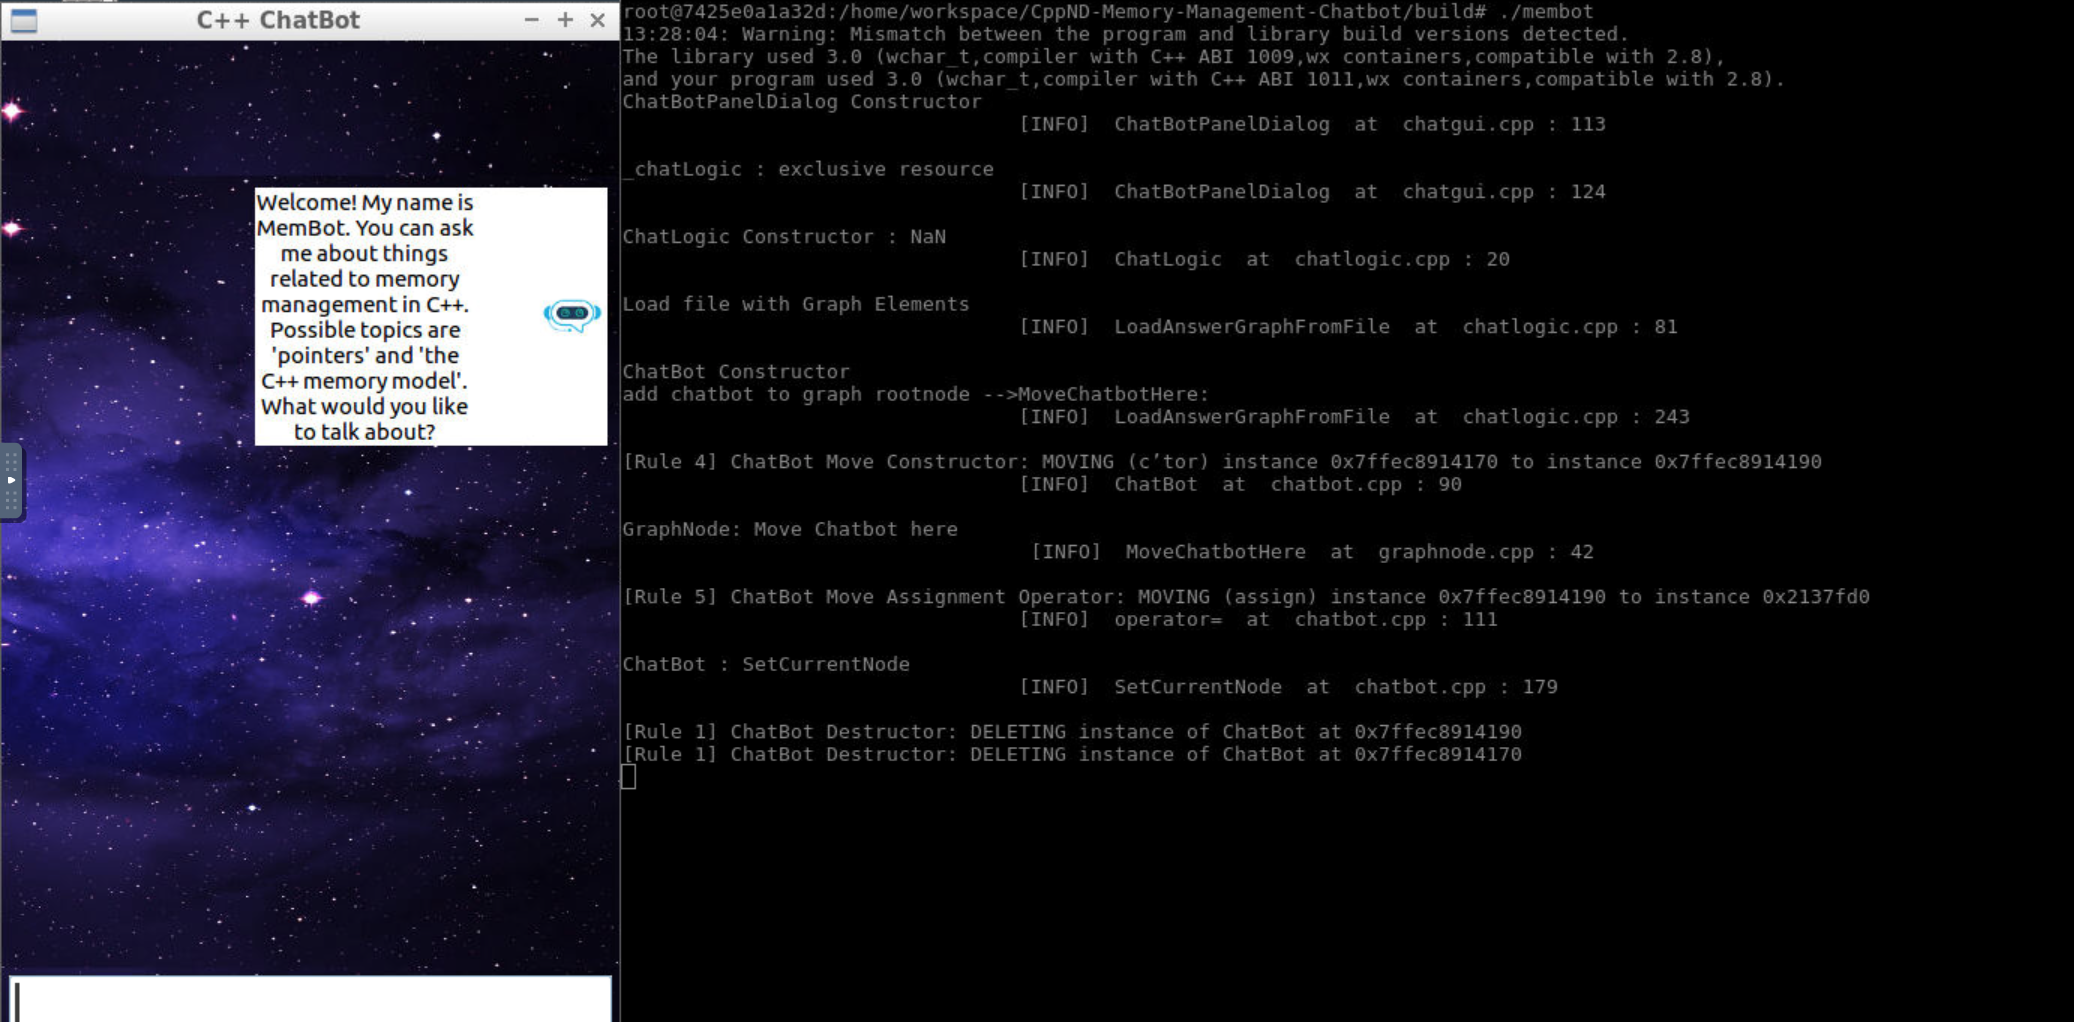 C++ ChatBot
Welcome! My name is
MemBot. You can ask
me about things
related to memory
management in C++.
Possible topics are
'pointers' and 'the
C++ memory model'.
What would you like
to talk about?
root@7425e0a1a32d:/home/workspace/CppND-Memory-Management-Chatbot/build# ./membot
13:28:04: Warning: Mismatch between the program and library build versions detected.
The library used 3.0 (wchar_t,compiler with C++ ABI 1009,wx containers,compatible with 2.8),
and your program used 3.0 (wchar_t,compiler with C++ ABI 1011,wx containers,compatible with 2.8).
ChatBotPanelDialog Constructor
[INFO]  ChatBotPanelDialog  at  chatgui.cpp : 113
_chatLogic : exclusive resource
[INFO]  ChatBotPanelDialog  at  chatgui.cpp : 124
ChatLogic Constructor : NaN
[INFO]  ChatLogic  at  chatlogic.cpp : 20
Load file with Graph Elements
[INFO]  LoadAnswerGraphFromFile  at  chatlogic.cpp : 81
ChatBot Constructor
add chatbot to graph rootnode -->MoveChatbotHere:
[INFO]  LoadAnswerGraphFromFile  at  chatlogic.cpp : 243
[Rule 4] ChatBot Move Constructor: MOVING (c’tor) instance 0x7ffec8914170 to instance 0x7ffec8914190
[INFO]  ChatBot  at  chatbot.cpp : 90
GraphNode: Move Chatbot here
[INFO]  MoveChatbotHere  at  graphnode.cpp : 42
[Rule 5] ChatBot Move Assignment Operator: MOVING (assign) instance 0x7ffec8914190 to instance 0x2137fd0
[INFO]  operator=  at  chatbot.cpp : 111
ChatBot : SetCurrentNode
[INFO]  SetCurrentNode  at  chatbot.cpp : 179
[Rule 1] ChatBot Destructor: DELETING instance of ChatBot at 0x7ffec8914190
[Rule 1] ChatBot Destructor: DELETING instance of ChatBot at 0x7ffec8914170